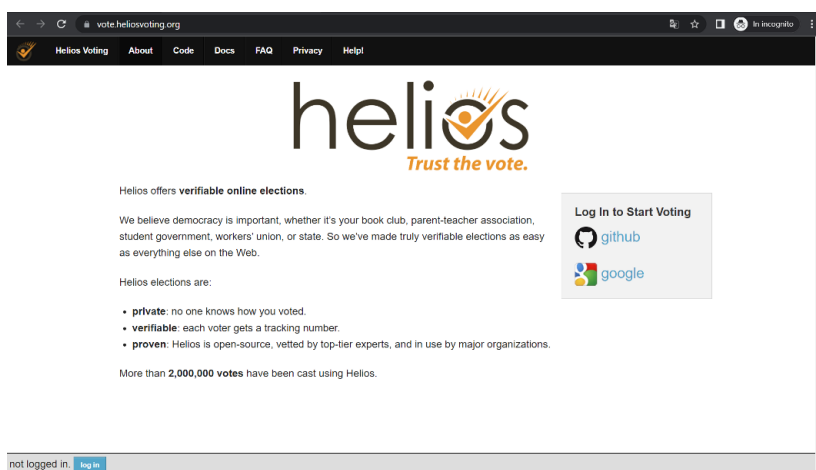 vote.heliosvoting.org
In incognito
Helios Voting About Code Docs FAQ Privacy Help!
helios
Trust the vote.
Helios offers verifiable online elections.
We believe democracy is important, whether it's your book club, parent-teacher association,
student government, workers' union, or state. So we've made truly verifiable elections as easy
as everything else on the Web.
Helios elections are:
• private: no one knows how you voted.
• verifiable: each voter gets a tracking number.
• proven: Helios is open-source, vetted by top-tier experts, and in use by major organizations.
More than 2,000,000 votes have been cast using Helios.
Log In to Start Voting
github
google
not logged in. log in